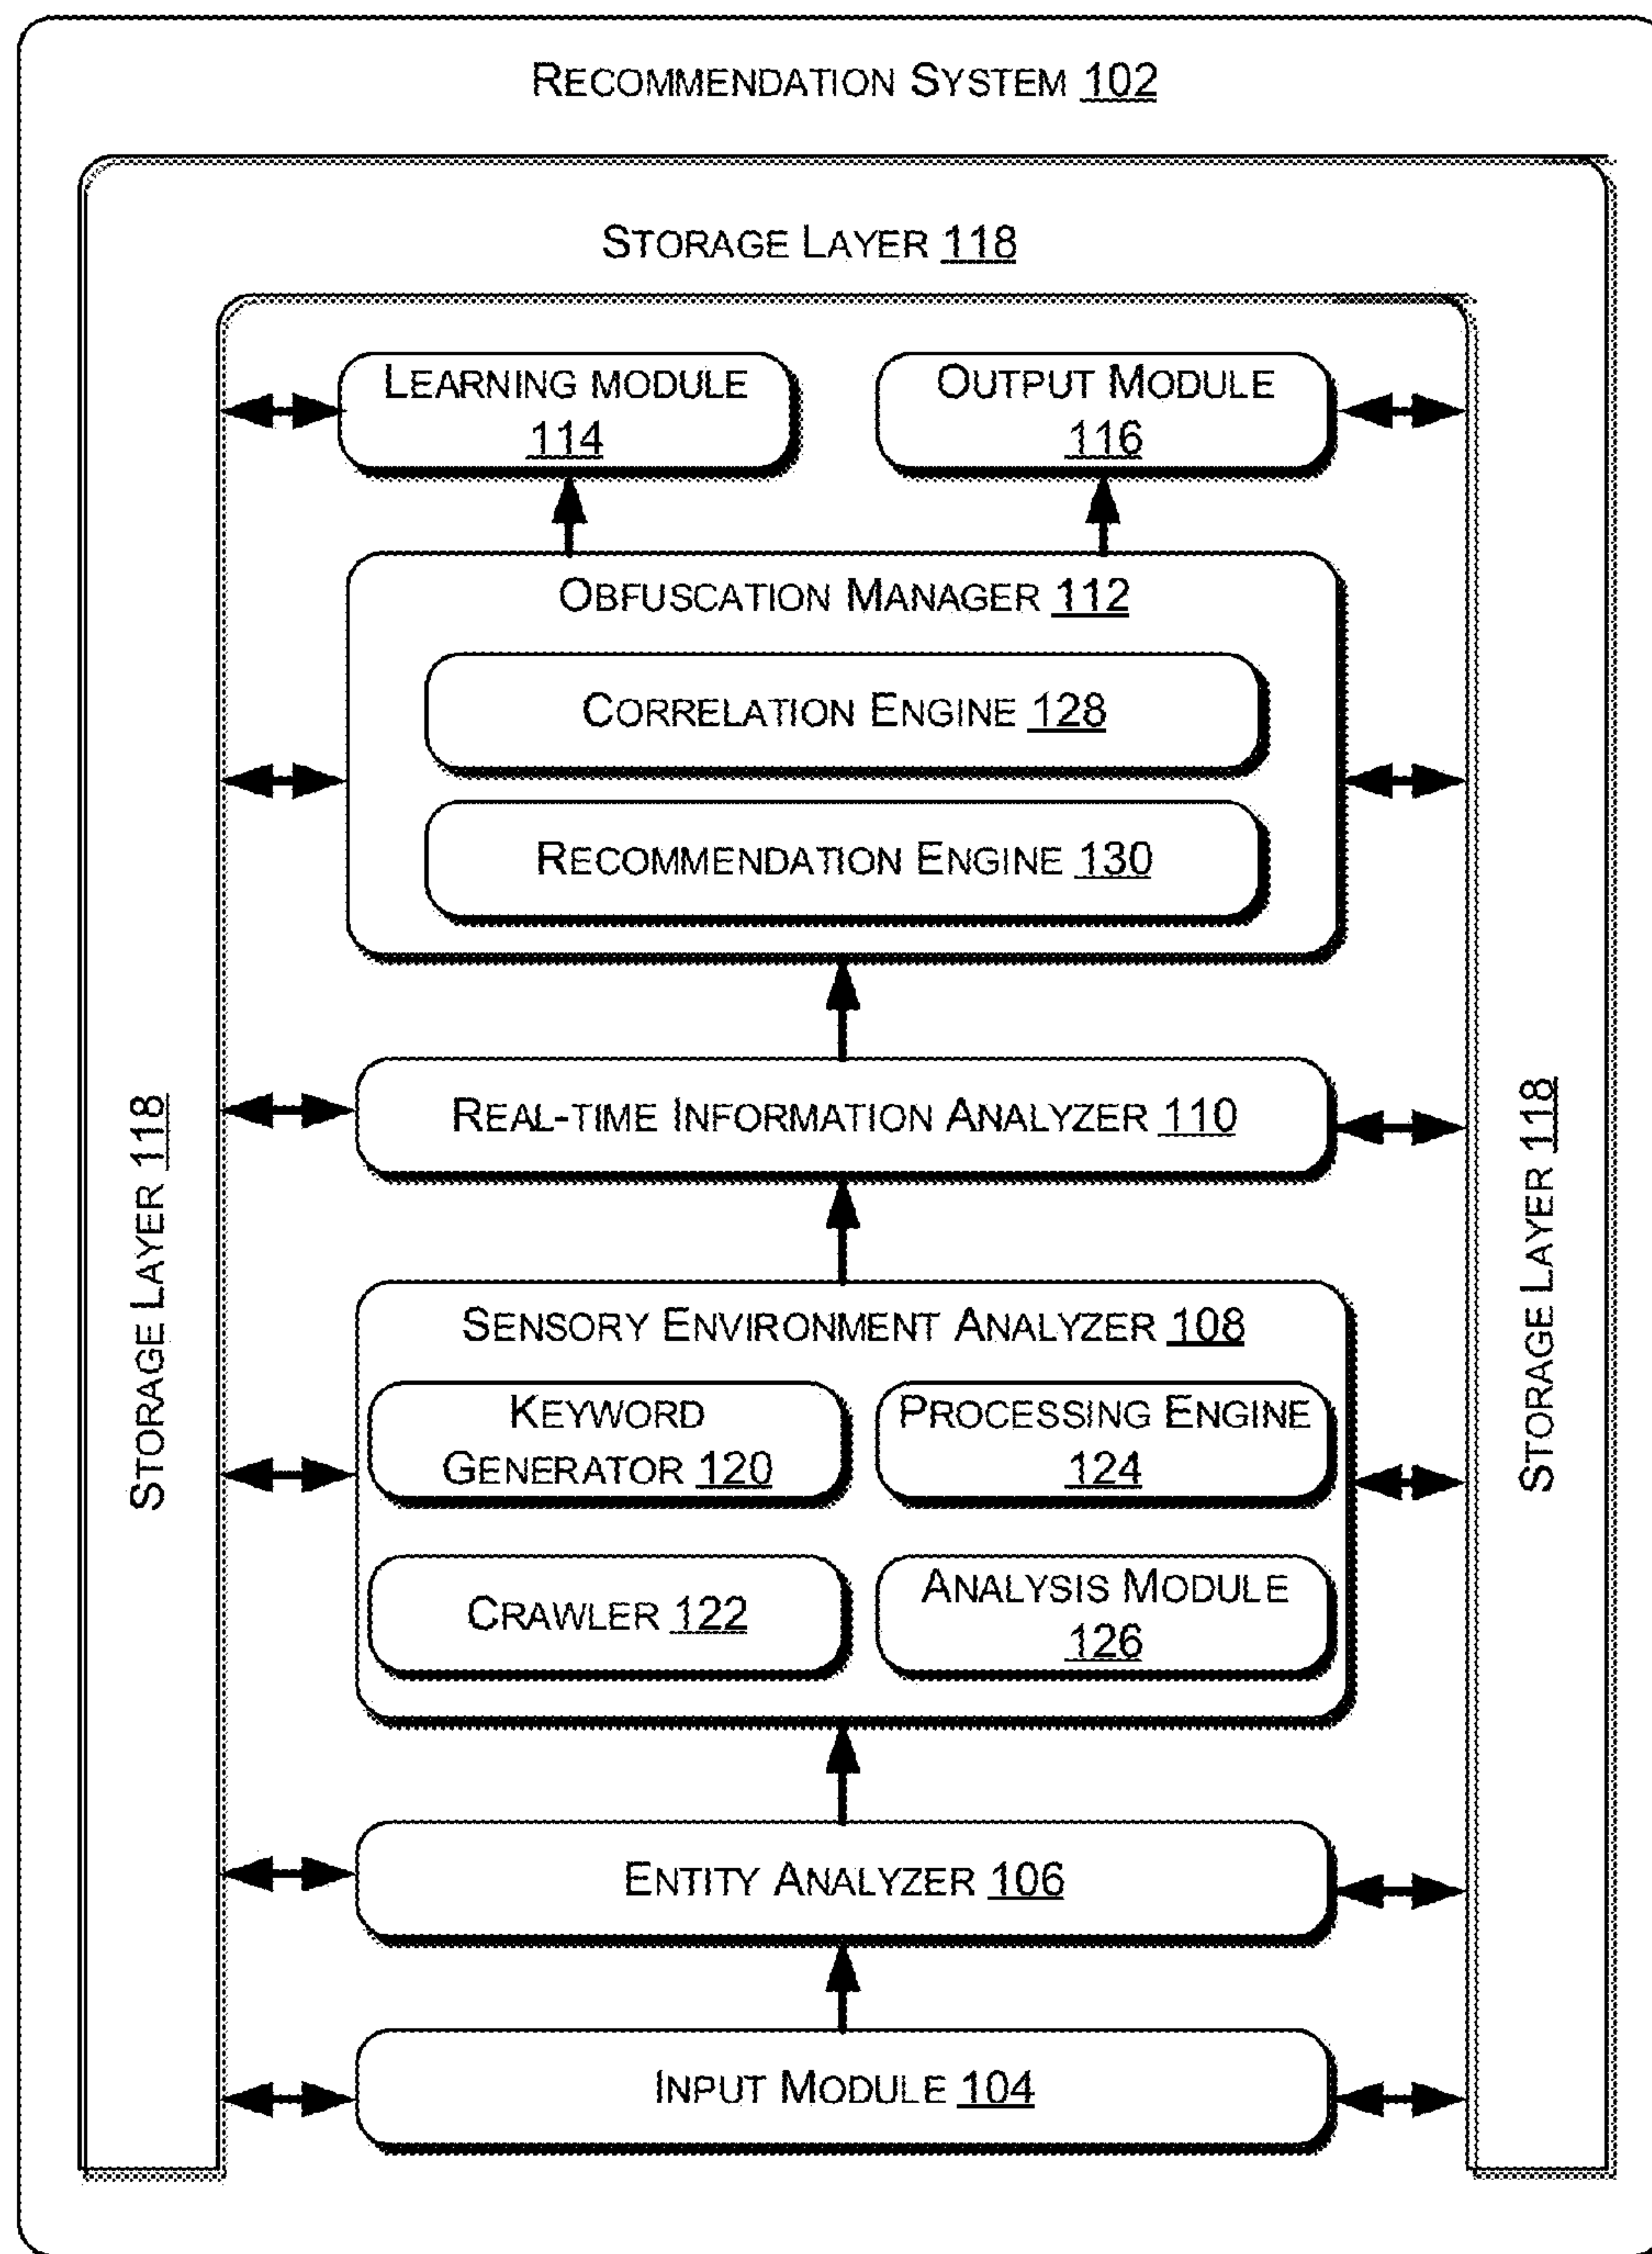 RECOMMENDATION SYSTEM 102
STORAGE LAYER 118
LEARNING MODULE
114
OUTPUT MODULE
116
OBFUSCATION MANAGER 112
CORRELATION ENGINE 128
RECOMMENDATION ENGINE 130
REAL-TIME INFORMATION ANALYZER 110
STORAGE LAYER 118
STORAGE LAYER 118
SENSORY ENVIRONMENT ANALYZER 108
KEYWORD
GENERATOR 120
PROCESSING ENGINE
124
CRAWLER 122
ANALYSIS MODULE
126
ENTITY ANALYZER 106
INPUT MODULE 104